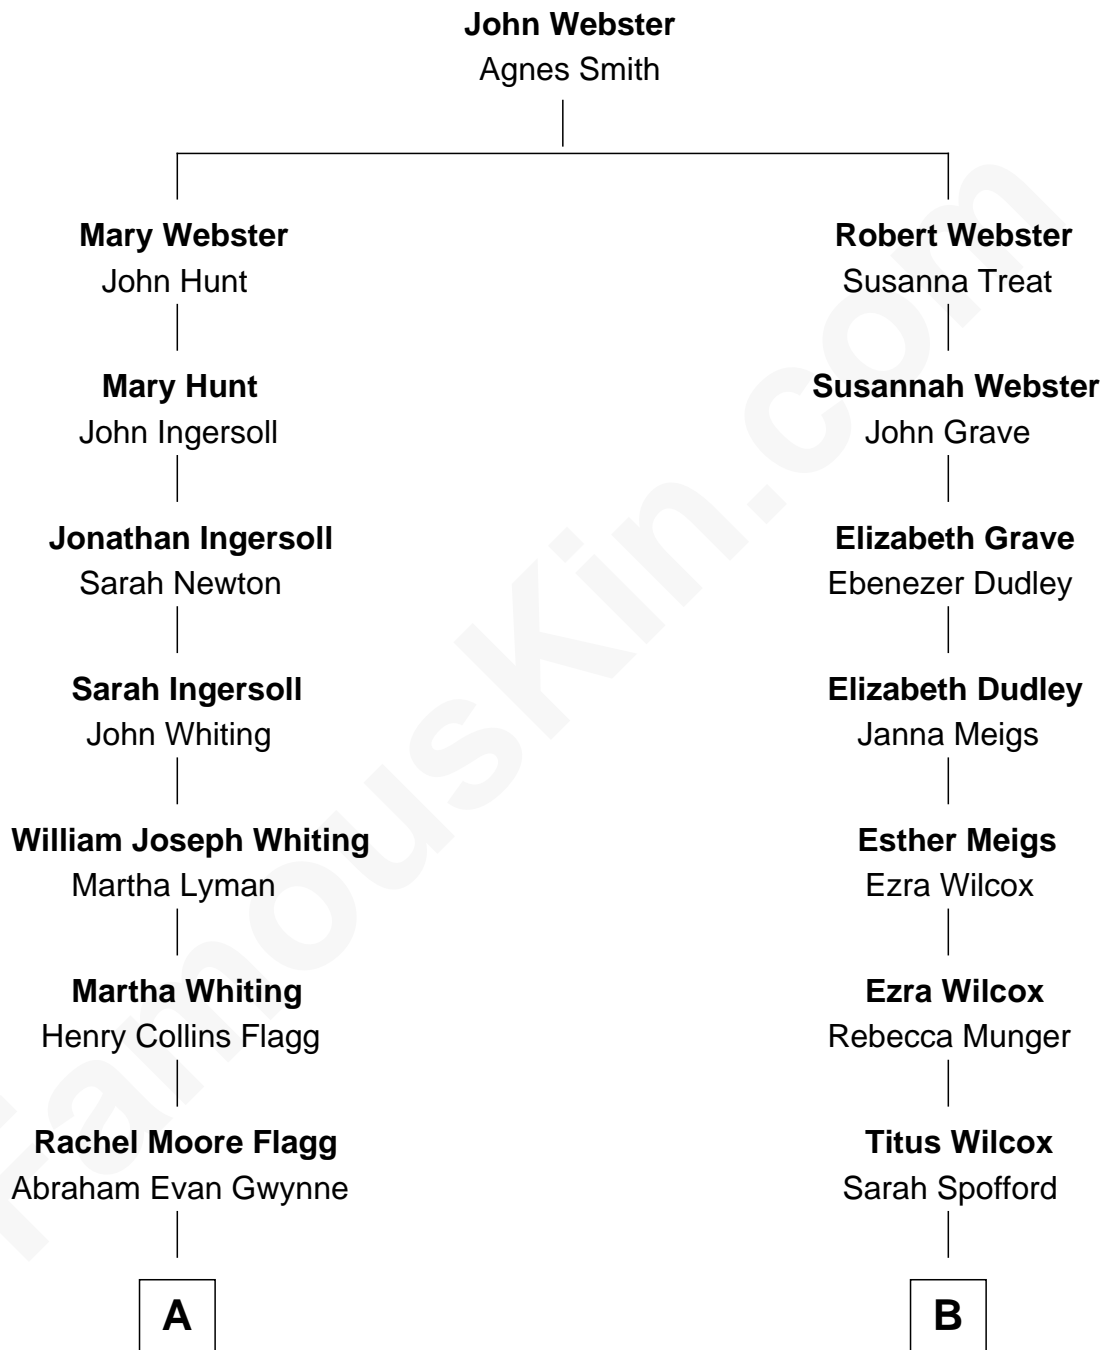 John Webster
Agnes Smith
Mary Webster
John Hunt
Robert Webster
Susanna Treat
Mary Hunt
John Ingersoll
Susannah Webster
John Grave
Jonathan Ingersoll
Sarah Newton
Elizabeth Grave
Ebenezer Dudley
Sarah Ingersoll
John Whiting
Elizabeth Dudley
Janna Meigs
William Joseph Whiting
Martha Lyman
Esther Meigs
Ezra Wilcox
Martha Whiting
Henry Collins Flagg
Ezra Wilcox
Rebecca Munger
Rachel Moore Flagg
Abraham Evan Gwynne
Titus Wilcox
Sarah Spofford
A
B
FamousKin.com